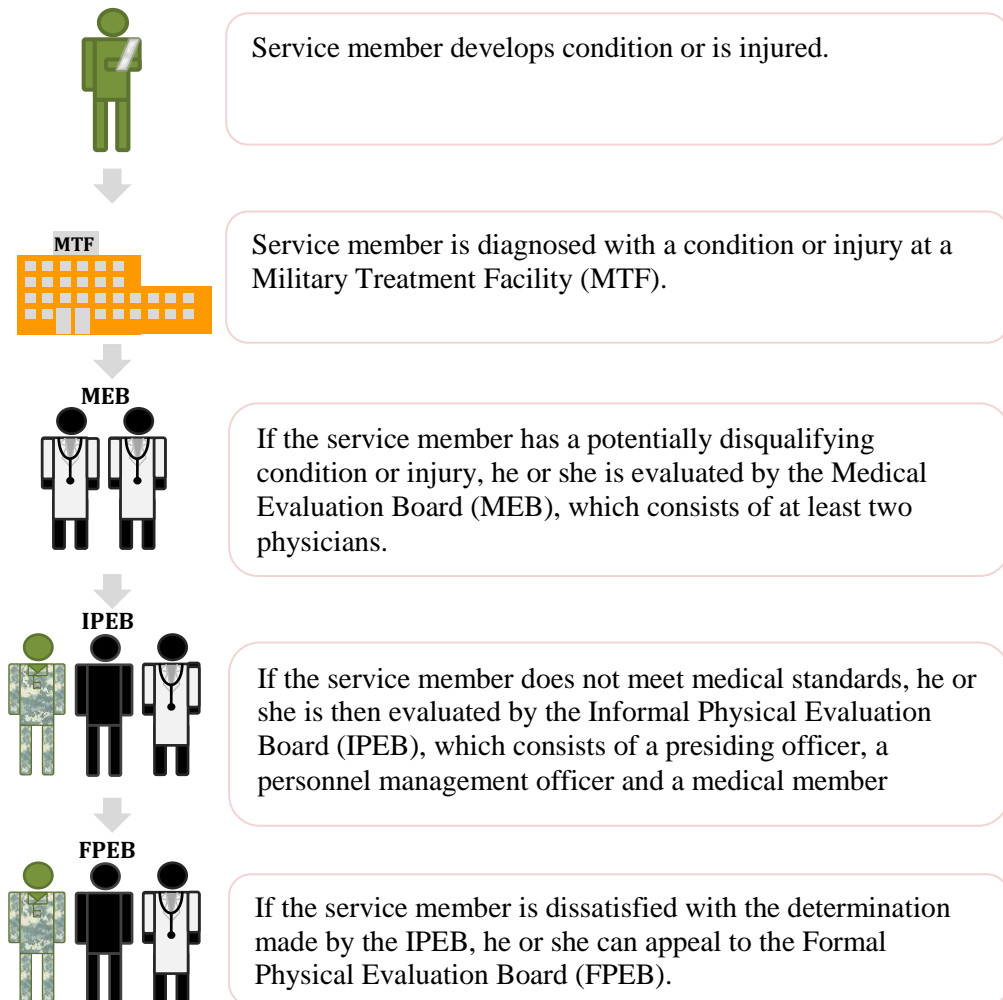 Service member develops condition or is injured.
MTF
Service member is diagnosed with a condition or injury at a
Military Treatment Facility (MTF).
MEB
If the service member has a potentially disqualifying
condition or injury, he or she is evaluated by the Medical
Evaluation Board (MEB), which consists of at least two
physicians.
IPEB
If the service member does not meet medical standards, he or
she is then evaluated by the Informal Physical Evaluation
Board (IPEB), which consists of a presiding officer, a
personnel management officer and a medical member
FPEB
If the service member is dissatisfied with the determination
made by the IPEB, he or she can appeal to the Formal
Physical Evaluation Board (FPEB).